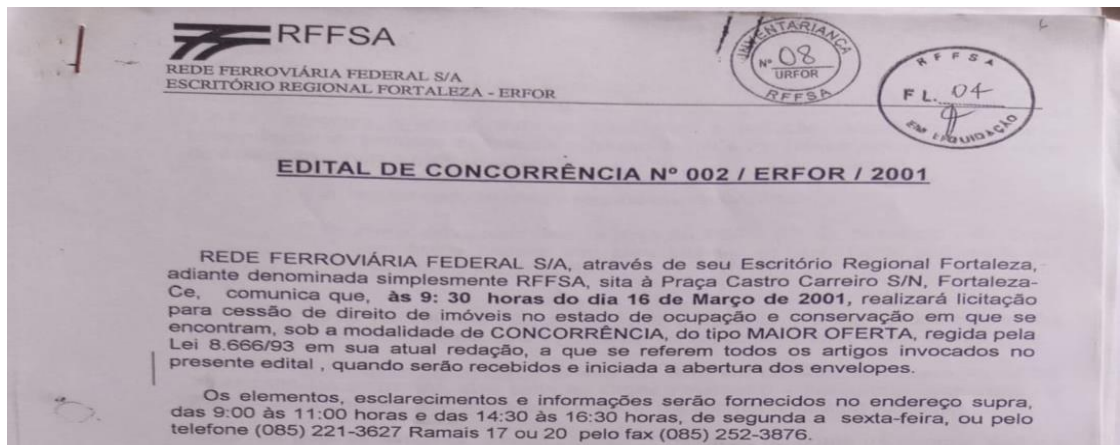 RFFSA
REDE FERROVIÁRIA FEDERAL S/A
ESCRITÓRIO REGIONAL FORTALEZA - ERFOR
INVENTARIANÇA
Nº 08
URFOR
RFFSA
RFFSA
FL. 04
EM LIQUIDAÇÃO
EDITAL DE CONCORRÊNCIA Nº 002 / ERFOR / 2001
REDE FERROVIÁRIA FEDERAL S/A, através de seu Escritório Regional Fortaleza,
adiante denominada simplesmente RFFSA, sita à Praça Castro Carreiro S/N, Fortaleza-
Ce, comunica que, às 9: 30 horas do dia 16 de Março de 2001, realizará licitação
para cessão de direito de imóveis no estado de ocupação e conservação em que se
encontram, sob a modalidade de CONCORRÊNCIA, do tipo MAIOR OFERTA, regida pela
Lei 8.666/93 em sua atual redação, a que se referem todos os artigos invocados no
presente edital , quando serão recebidos e iniciada a abertura dos envelopes.
Os elementos, esclarecimentos e informações serão fornecidos no endereço supra,
das 9:00 às 11:00 horas e das 14:30 às 16:30 horas, de segunda a sexta-feira, ou pelo
telefone (085) 221-3627 Ramais 17 ou 20 pelo fax (085) 252-3876.